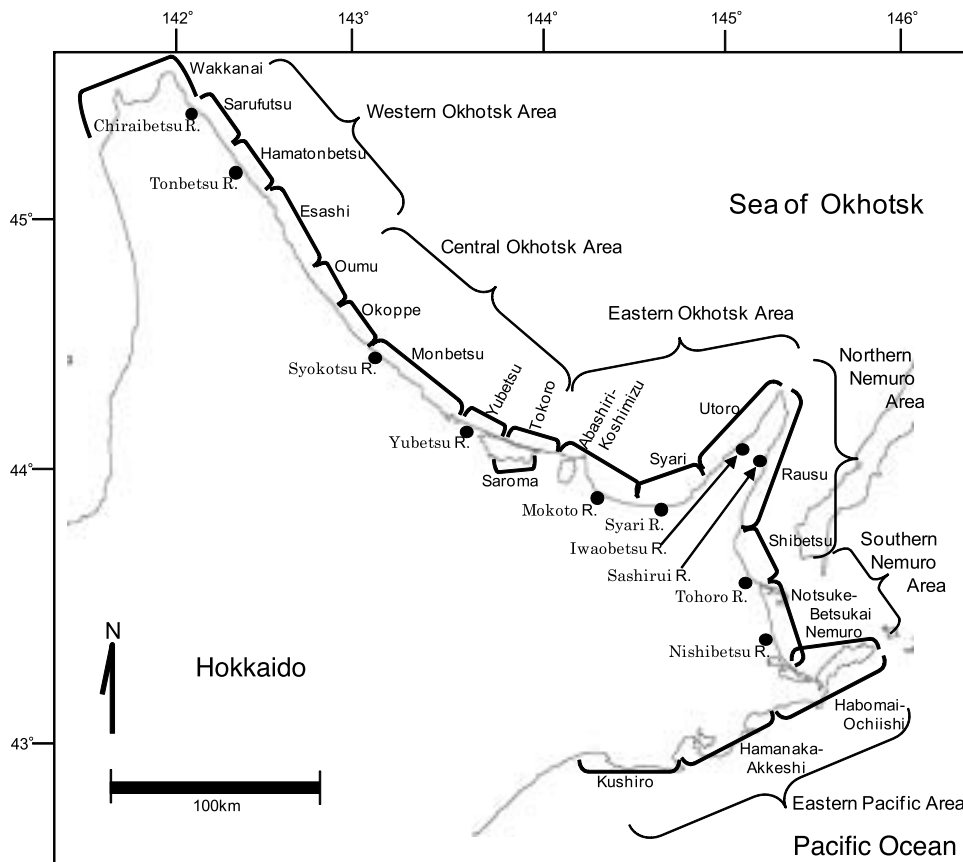 142° 143° 144° 145° 146°
Wakkanai
Western Okhotsk Area
Sarufutsu
Chiraibetsu R.
Hamatonbetsu
Tonbetsu R.
Sea of Okhotsk
Esashi
45°
Central Okhotsk Area
Oumu
Okoppe
Eastern Okhotsk Area
Monbetsu
Syokotsu R.
Northern
Nemuro
Area
Yubetsu
Tokoro
Abashiri-
Koshimizu
Utoro
Yubetsu R.
44°
Syari
Saroma
Rausu
Mokoto R.
Syari R.
Iwaobetsu R.
Shibetsu
Southern
Nemuro
Area
Sashirui R.
Tohoro R.
Notsuke-
Betsukai
Nemuro
N
Nishibetsu R.
Hokkaido
Habomai-
Ochiishi
43°
Hamanaka-
Akkeshi
Kushiro
100km
Eastern Pacific Area
Pacific Ocean